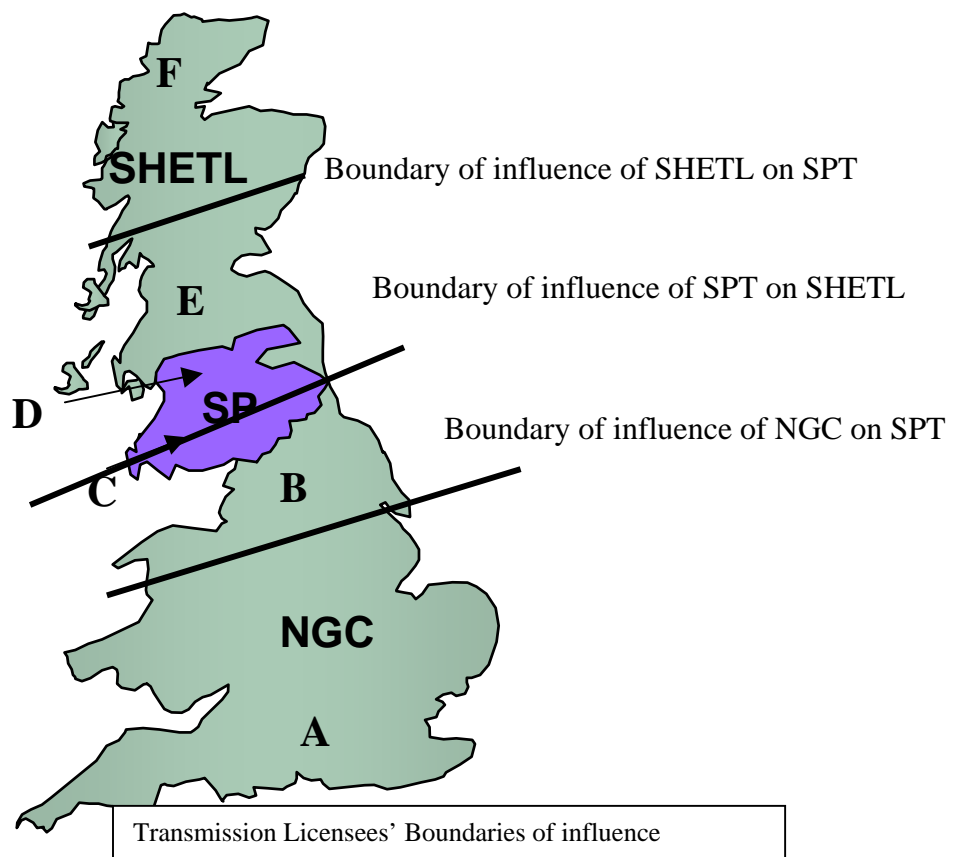 F
SHETL
Boundary of influence of SHETL on SPT
E
Boundary of influence of SPT on SHETL
D
SP
Boundary of influence of NGC on SPT
C
B
NGC
A
Transmission Licensees’ Boundaries of influence